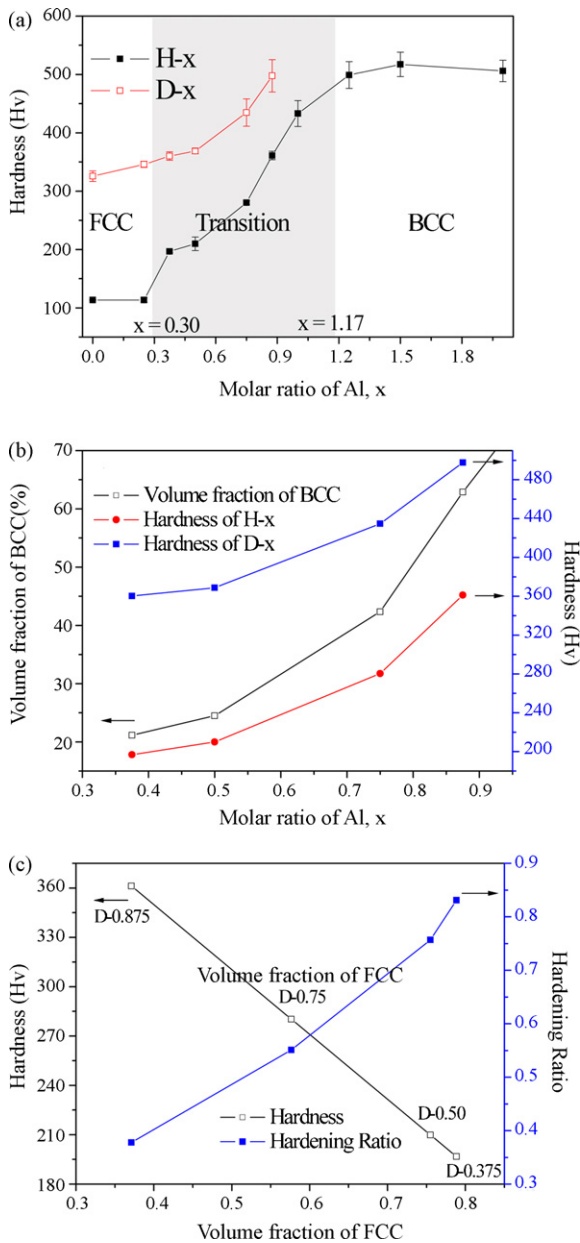 (a)
600
500
400
300
200
100
Hardness (Hv)
H-x
D-x
FCC
Transition
BCC
x = 0.30
x = 1.17
0.0
0.3
0.6
0.9
1.2
1.5
1.8
Molar ratio of Al, x
(b)
70
60
50
40
30
20
Volume fraction of BCC(%)
Volume fraction of BCC
Hardness of H-x
Hardness of D-x
480
440
400
360
320
280
240
200
Hardness (Hv)
0.3
0.4
0.5
0.6
0.7
0.8
0.9
Molar ratio of Al, x
(c)
360
330
300
270
240
210
180
Hardness (Hv)
D-0.875
Volume fraction of FCC
D-0.75
D-0.50
D-0.375
Hardness
Hardening Ratio
0.9
0.8
0.7
0.6
0.5
0.4
0.3
Hardening Ratio
0.3
0.4
0.5
0.6
0.7
0.8
Volume fraction of FCC